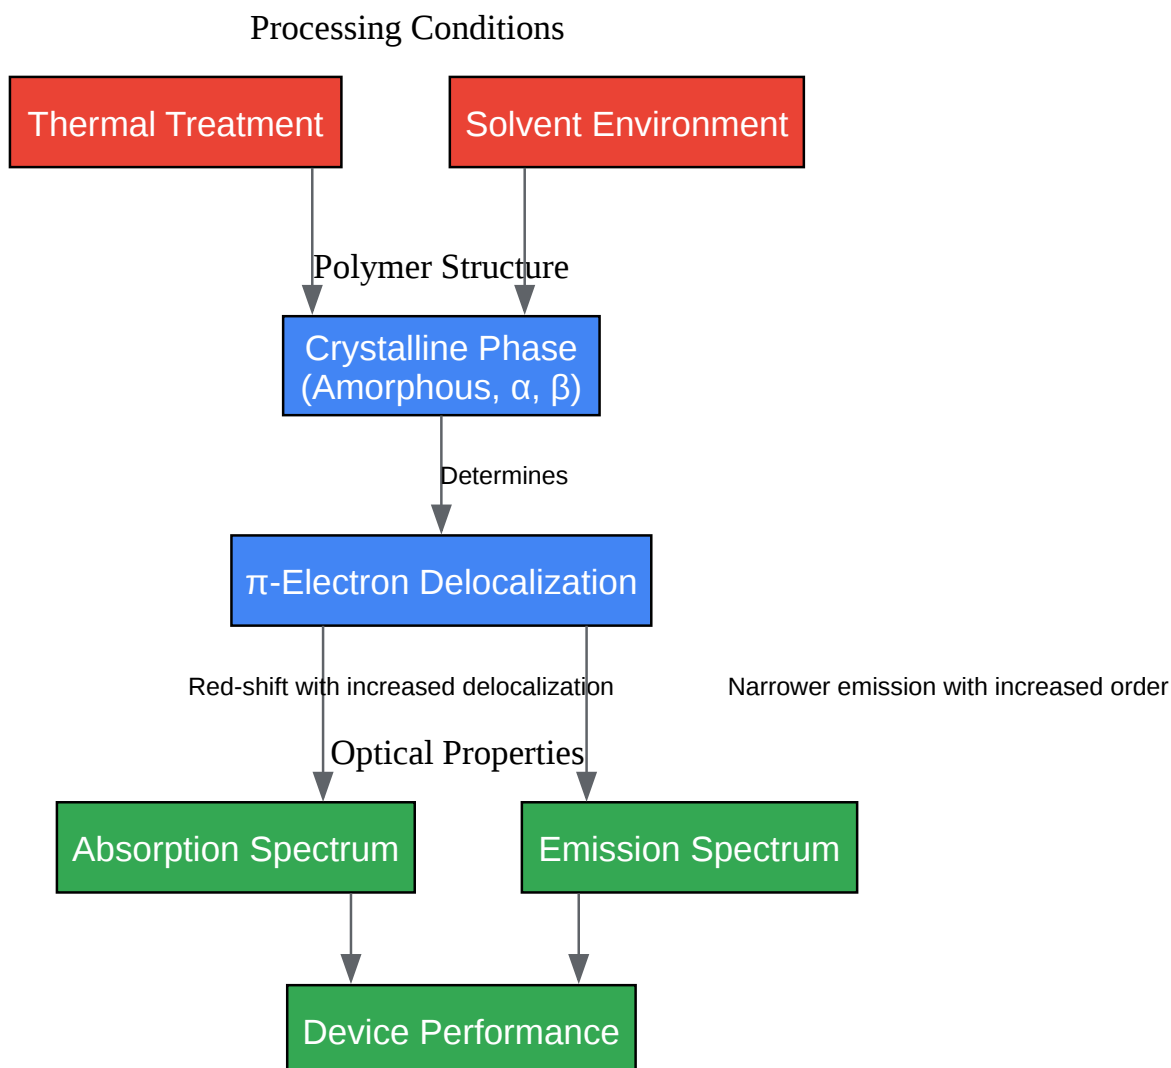 Processing Conditions
Thermal Treatment
Solvent Environment
Polymer Structure
Crystalline Phase
(Amorphous, α, β)
Determines
π-Electron Delocalization
Red-shift with increased delocalization
Narrower emission with increased order
Optical Properties
Absorption Spectrum
Emission Spectrum
Device Performance